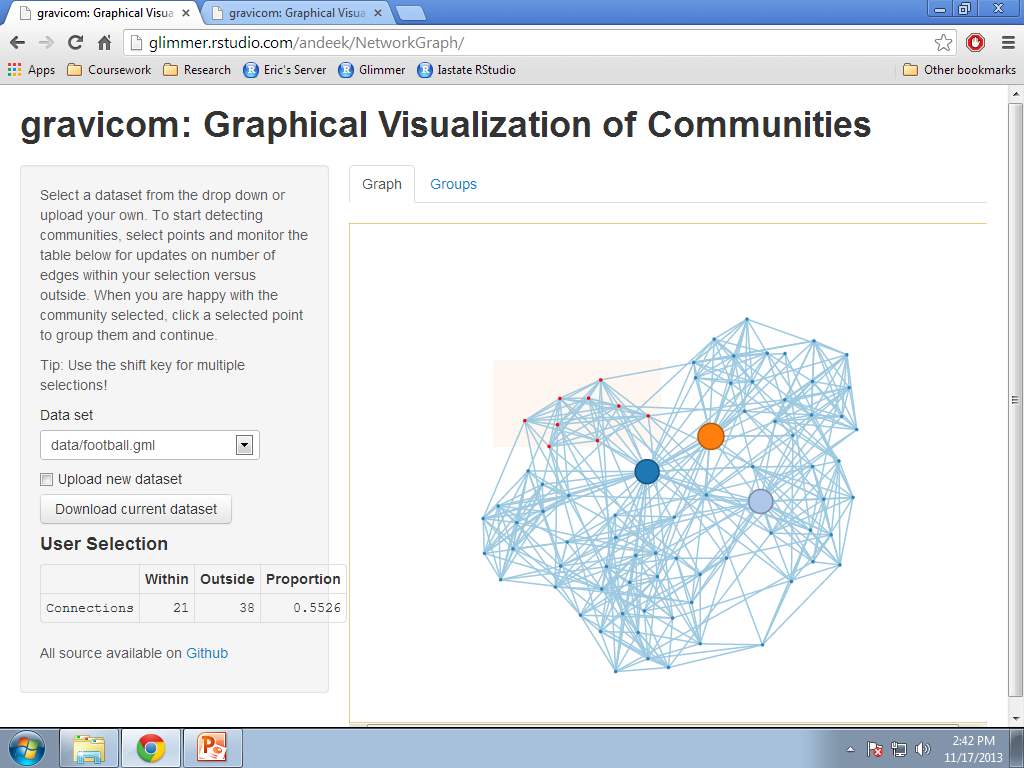 gravicom: Graphical Visua
gravicom: Graphical Visua
glimmer.rstudio.com/andeek/NetworkGraph/
Apps Coursework Research Eric's Server Glimmer Iastate RStudio Other bookmarks
gravicom: Graphical Visualization of Communities
Select a dataset from the drop down or
upload your own. To start detecting
communities, select points and monitor the
table below for updates on number of
edges within your selection versus
outside. When you are happy with the
community selected, click a selected point
to group them and continue.
Tip: Use the shift key for multiple
selections!
Data set
data/football.gml
Upload new dataset
Download current dataset
User Selection
Within Outside Proportion
Connections 21 38 0.5526
All source available on Github
Graph Groups
2:42 PM
11/17/2013